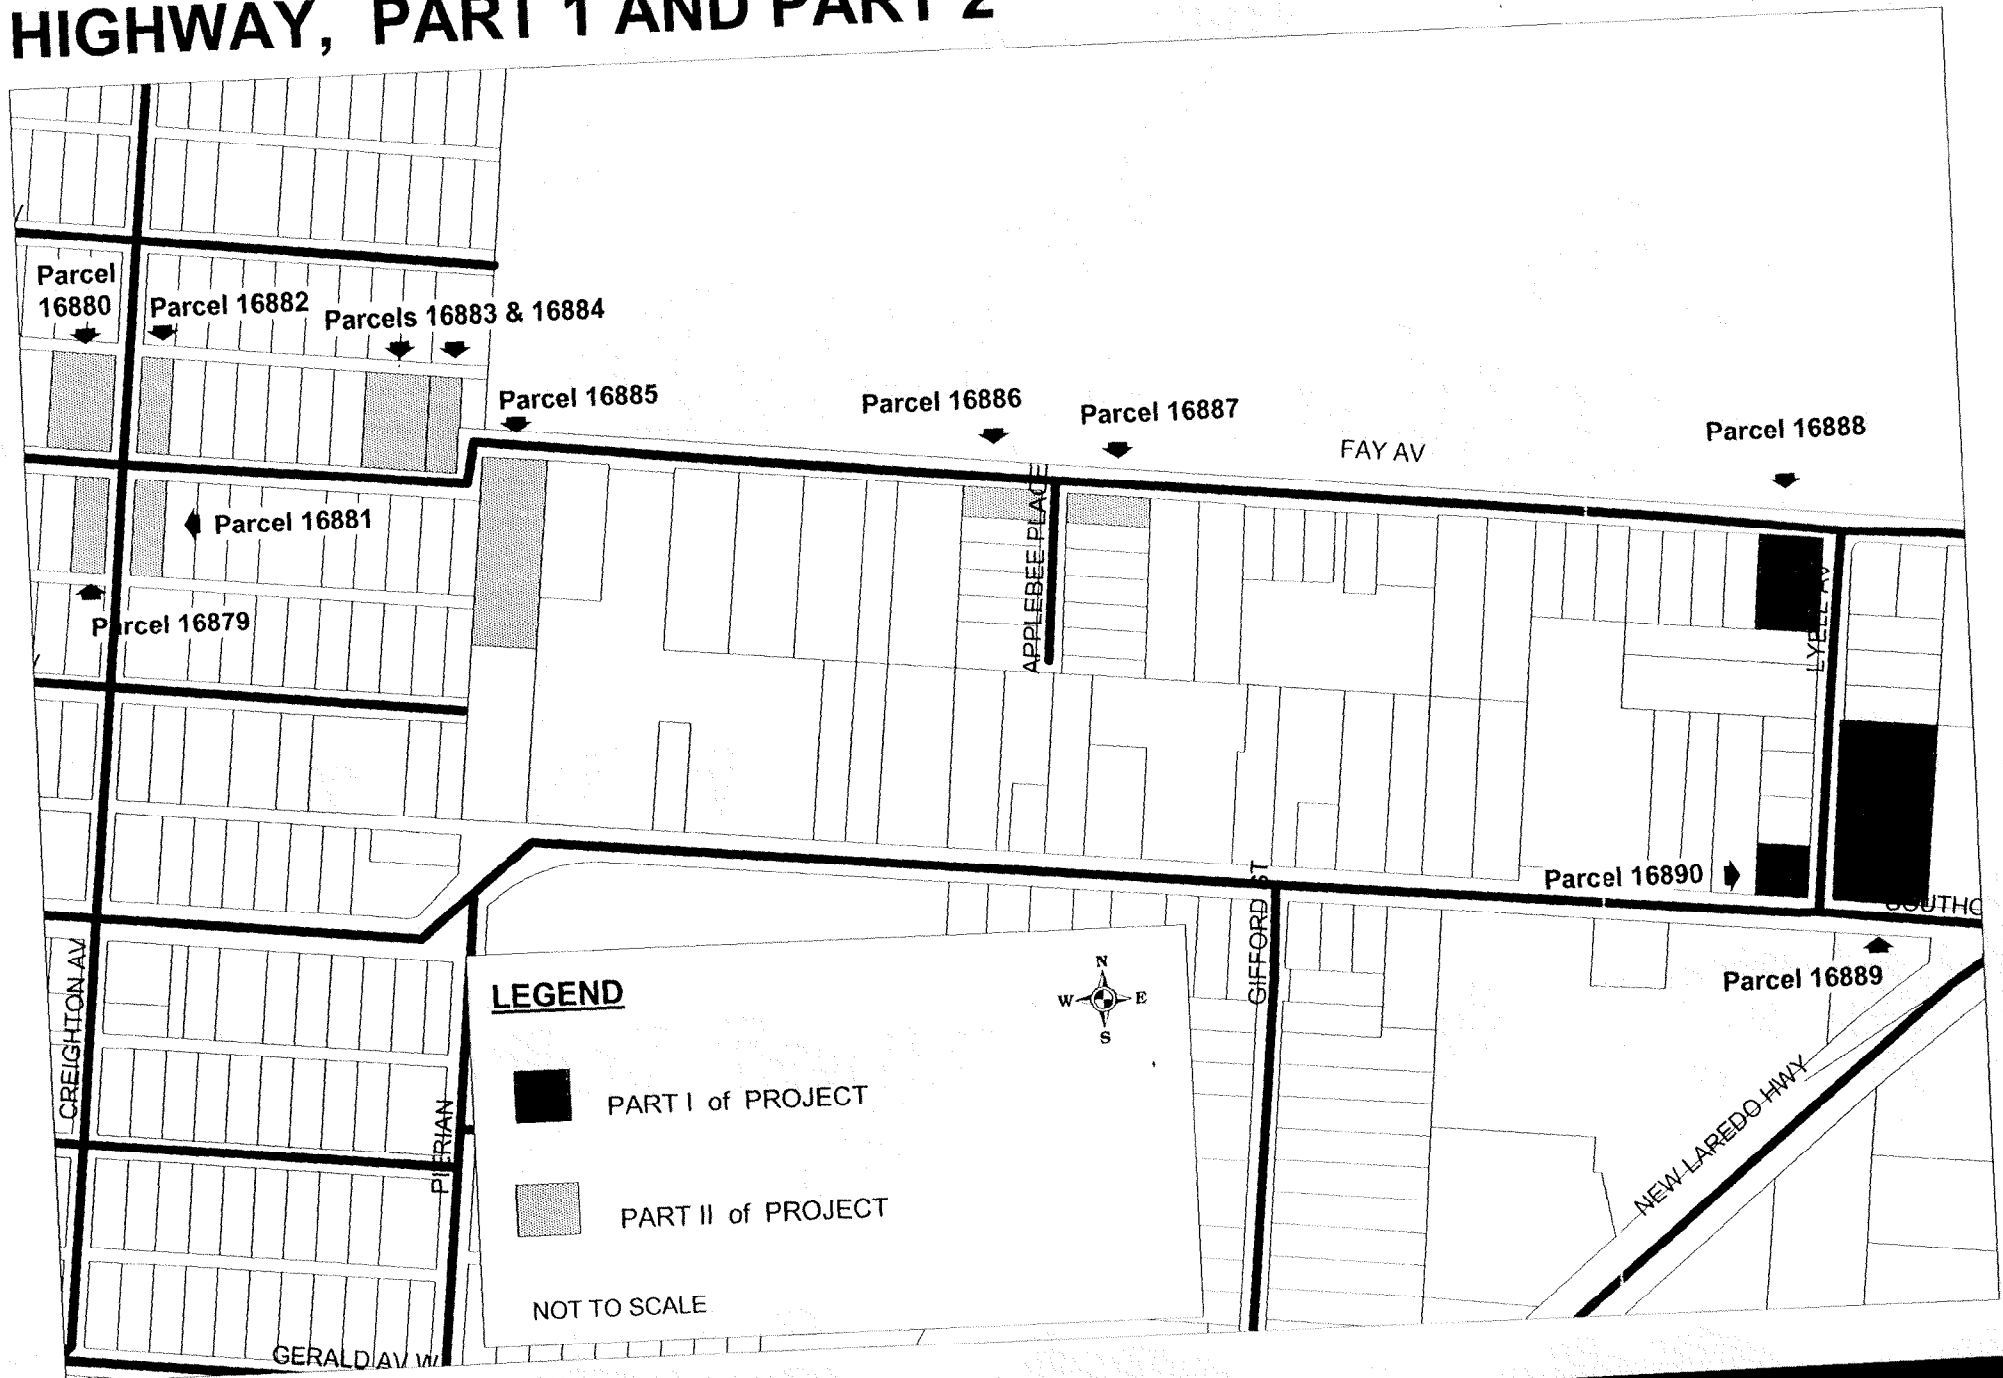 HIGHWAY, PART 1 AND PART 2
Parcel
16880
Parcel 16882
Parcels 16883 & 16884
Parcel 16885
Parcel 16886
Parcel 16887
FAY AV
Parcel 16888
Parcel 16881
Parcel 16879
APPLEBEE PLACE
LYELL AV
Parcel 16890
SOUTHC
Parcel 16889
GIFFORD ST
CREIGHTON AV
PIERIAN
NEW LAREDO HWY
LEGEND
N
W E
S
PART I of PROJECT
PART II of PROJECT
NOT TO SCALE
GERALD AV W